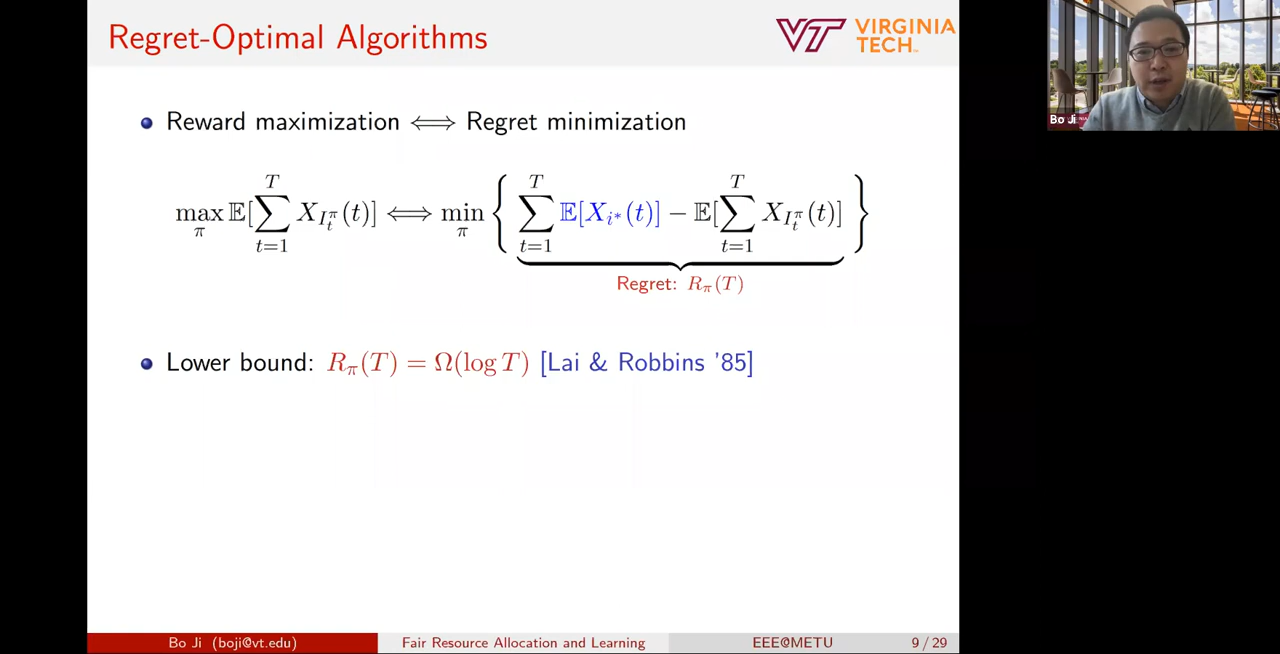 Regret-Optimal Algorithms
VT VIRGINIA TECH™
Reward maximization ⟺ Regret minimization
max_π 𝔼[∑_{t=1}^{T} X_{I_t^π}(t)] ⟺ min_π { ∑_{t=1}^{T} 𝔼[X_{i*}(t)] − 𝔼[∑_{t=1}^{T} X_{I_t^π}(t)] }
Regret: R_π(T)
Lower bound: R_π(T) = Ω(log T) [Lai & Robbins '85]
Bo Ji (boji@vt.edu) Fair Resource Allocation and Learning EEE@METU 9 / 29
Bo Ji